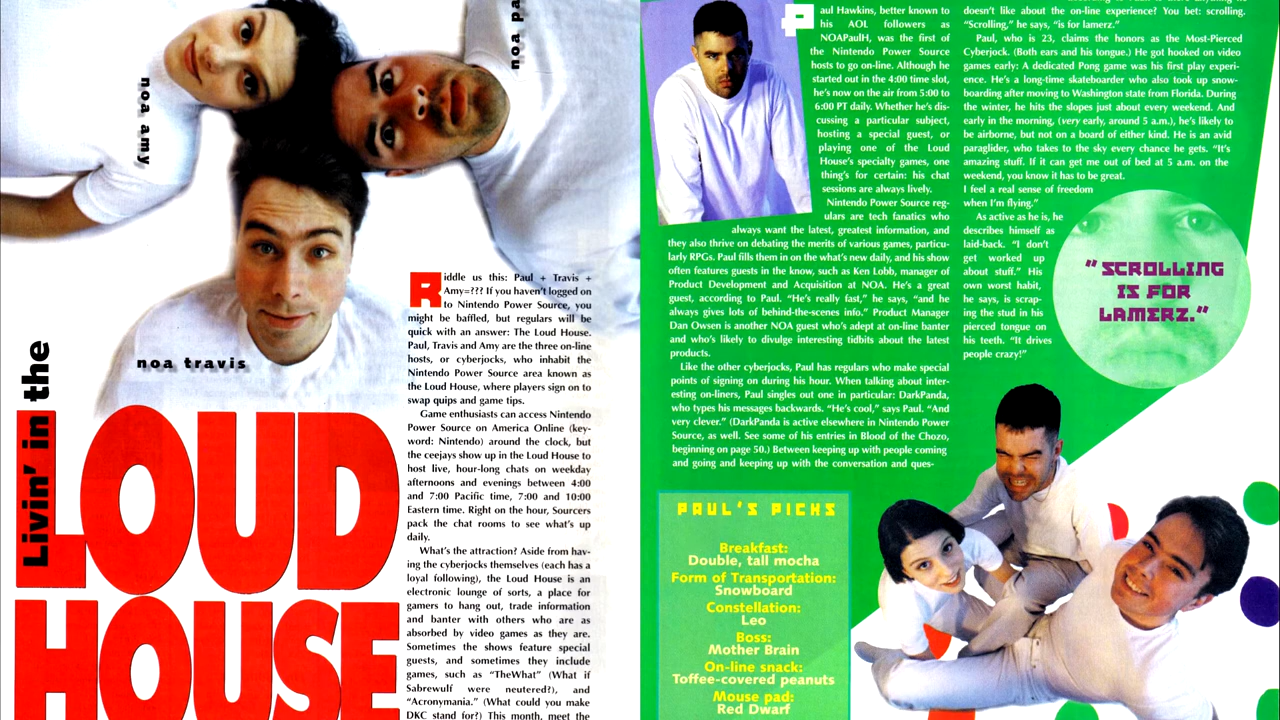 noa amy
noa pa
noa travis
Livin' in the
LOUD
HOUSE
Riddle us this: Paul + Travis +
Amy=??? If you haven't logged on
to Nintendo Power Source, you
might be baffled, but regulars will be
quick with an answer: The Loud House.
Paul, Travis and Amy are the three on-line
hosts, or cyberjocks, who inhabit the
Nintendo Power Source area known as
the Loud House, where players sign on to
swap quips and game tips.
Game enthusiasts can access Nintendo
Power Source on America Online (key-
word: Nintendo) around the clock, but
the ceejays show up in the Loud House to
host live, hour-long chats on weekday
afternoons and evenings between 4:00
and 7:00 Pacific time, 7:00 and 10:00
Eastern time. Right on the hour, Sourcers
pack the chat rooms to see what's up
daily.
What's the attraction? Aside from hav-
ing the cyberjocks themselves (each has a
loyal following), the Loud House is an
electronic lounge of sorts, a place for
gamers to hang out, trade information
and banter with others who are as
absorbed by video games as they are.
Sometimes the shows feature special
guests, and sometimes they include
games, such as "TheWhat" (What if
Sabrewulf were neutered?), and
"Acronymania." (What could you make
DKC stand for?) This month, meet the
Paul Hawkins, better known to
his AOL followers as
NOAPaulH, was the first of
the Nintendo Power Source
hosts to go on-line. Although he
started out in the 4:00 time slot,
he's now on the air from 5:00 to
6:00 PT daily. Whether he's dis-
cussing a particular subject,
hosting a special guest, or
playing one of the Loud
House's specialty games, one
thing's for certain: his chat
sessions are always lively.
Nintendo Power Source reg-
ulars are tech fanatics who
always want the latest, greatest information, and
they also thrive on debating the merits of various games, particu-
larly RPGs. Paul fills them in on the what's new daily, and his show
often features guests in the know, such as Ken Lobb, manager of
Product Development and Acquisition at NOA. He's a great
guest, according to Paul. "He's really fast," he says, "and he
always gives lots of behind-the-scenes info." Product Manager
Dan Owsen is another NOA guest who's adept at on-line banter
and who's likely to divulge interesting tidbits about the latest
products.
Like the other cyberjocks, Paul has regulars who make special
points of signing on during his hour. When talking about inter-
esting on-liners, Paul singles out one in particular: DarkPanda,
who types his messages backwards. "He's cool," says Paul. "And
very clever." (DarkPanda is active elsewhere in Nintendo Power
Source, as well. See some of his entries in Blood of the Chozo,
beginning on page 50.) Between keeping up with people coming
and going and keeping up with the conversation and ques-
doesn't like about the on-line experience? You bet: scrolling.
"Scrolling," he says, "is for lamerz."
Paul, who is 23, claims the honors as the Most-Pierced
Cyberjock. (Both ears and his tongue.) He got hooked on video
games early: A dedicated Pong game was his first play experi-
ence. He's a long-time skateboarder who also took up snow-
boarding after moving to Washington state from Florida. During
the winter, he hits the slopes just about every weekend. And
early in the morning, (very early, around 5 a.m.), he's likely to
be airborne, but not on a board of either kind. He is an avid
paraglider, who takes to the sky every chance he gets. "It's
amazing stuff. If it can get me out of bed at 5 a.m. on the
weekend, you know it has to be great.
I feel a real sense of freedom
when I'm flying."
As active as he is, he
describes himself as
laid-back. "I don't
get worked up
about stuff." His
own worst habit,
he says, is scrap-
ing the stud in his
pierced tongue on
his teeth. "It drives
people crazy!"
"SCROLLING
IS FOR
LAMERZ."
PAUL'S PICKS
Breakfast:
Double, tall mocha
Form of Transportation:
Snowboard
Constellation:
Leo
Boss:
Mother Brain
On-line snack:
Toffee-covered peanuts
Mouse pad:
Red Dwarf